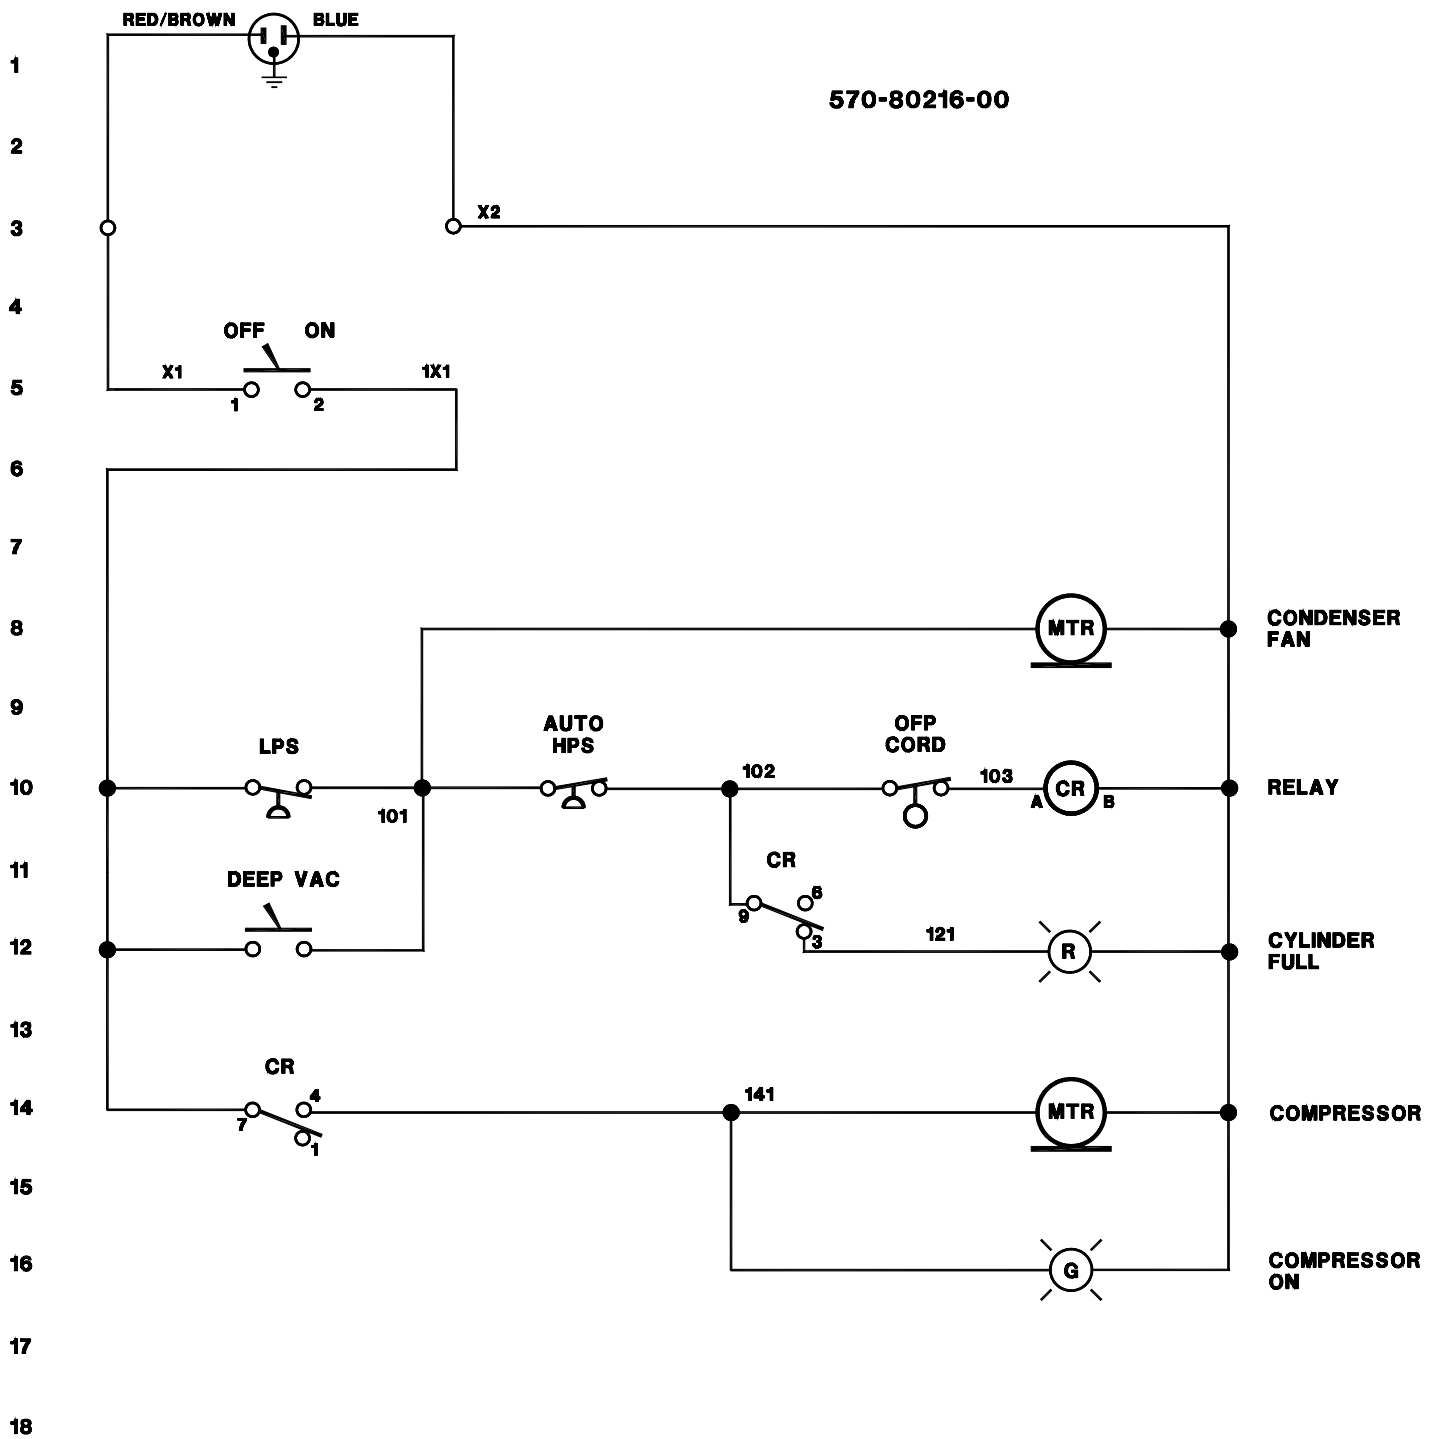 RED/BROWN BLUE
1
570-80216-00
2
X2
3
4
OFF ON
X1 1X1
5
1 2
6
7
8 MTR CONDENSER
FAN
9
AUTO OFP
LPS HPS CORD
102 103
10 CR RELAY
A B
101
CR
11
DEEP VAC
6
9
121
3
12 R CYLINDER
FULL
13
CR
4 141
14 MTR COMPRESSOR
7
1
15
16 G COMPRESSOR
ON
17
18